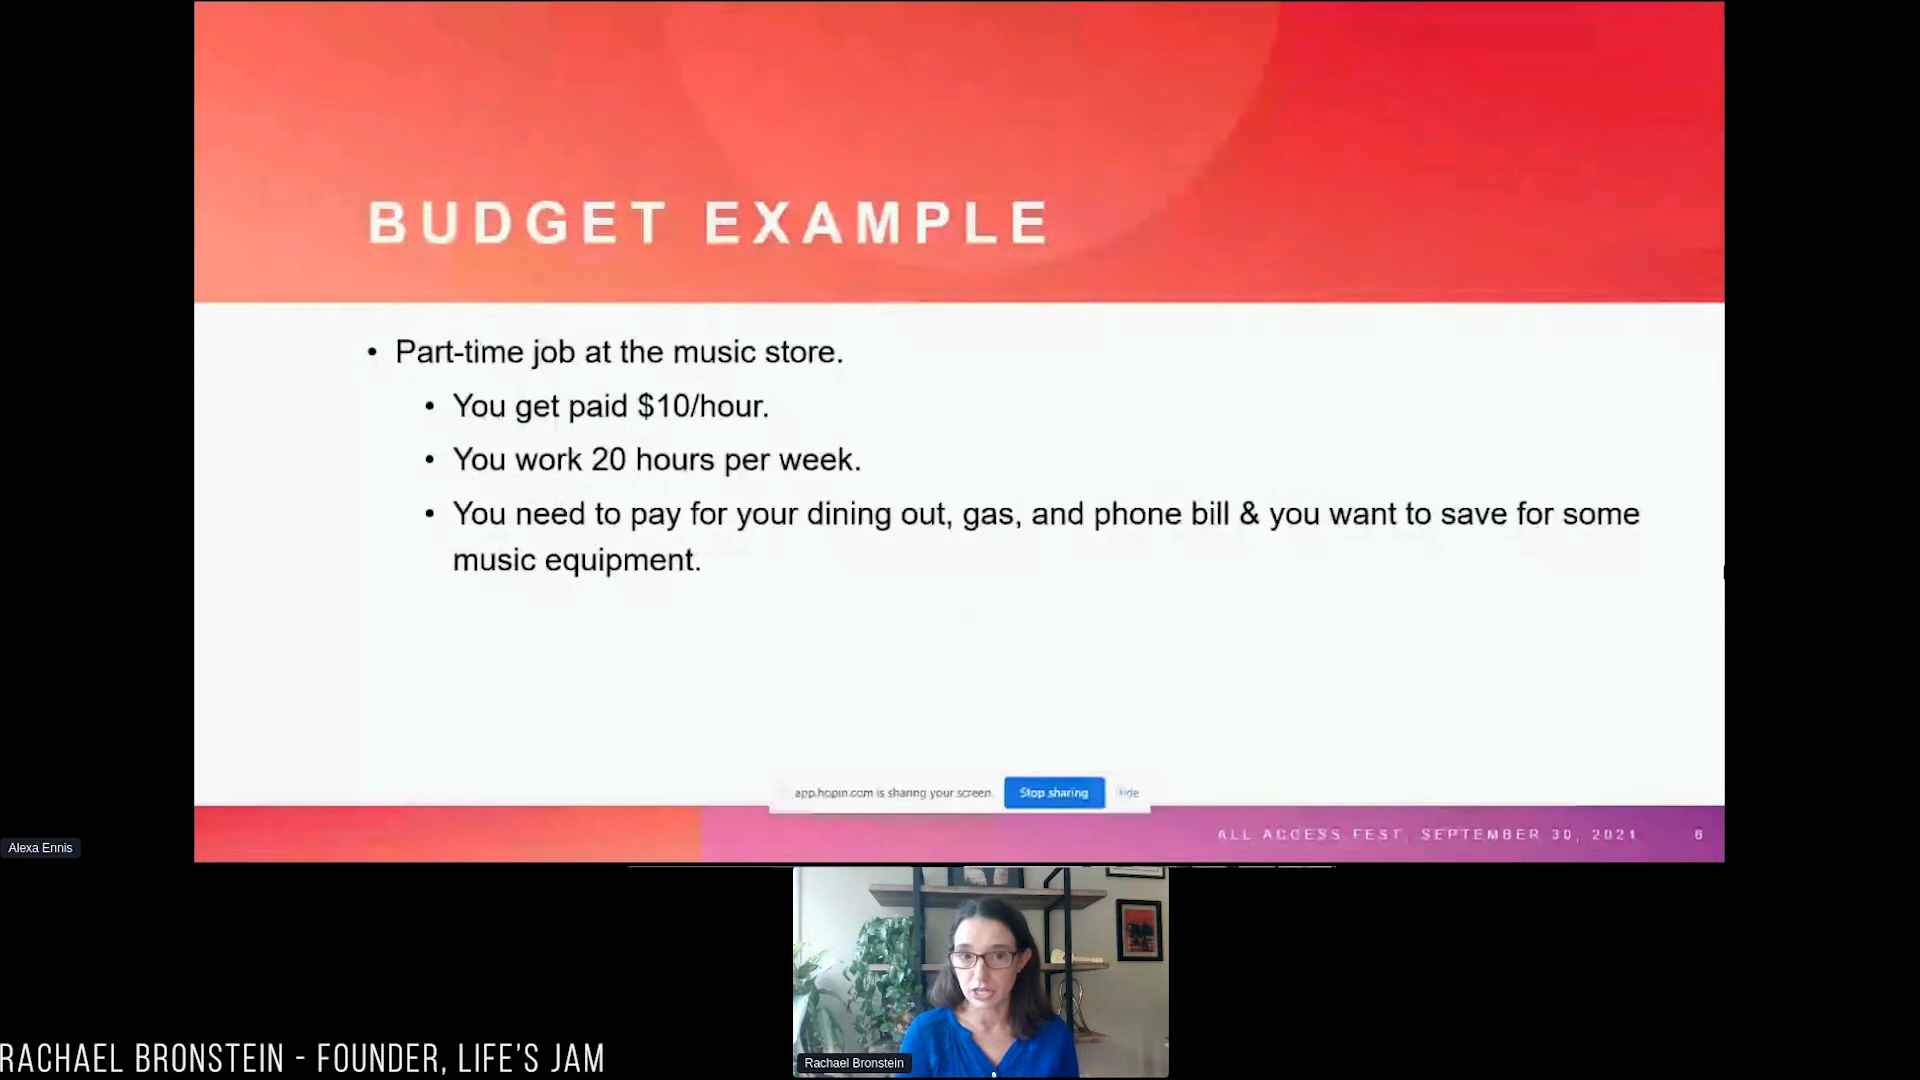 BUDGET EXAMPLE
• Part-time job at the music store.
• You get paid $10/hour.
• You work 20 hours per week.
• You need to pay for your dining out, gas, and phone bill & you want to save for some
music equipment.
app.hopin.com is sharing your screen. Stop sharing Hide
ALL ACCESS FEST, SEPTEMBER 30, 2021 6
Alexa Ennis
Rachael Bronstein
RACHAEL BRONSTEIN - FOUNDER, LIFE'S JAM